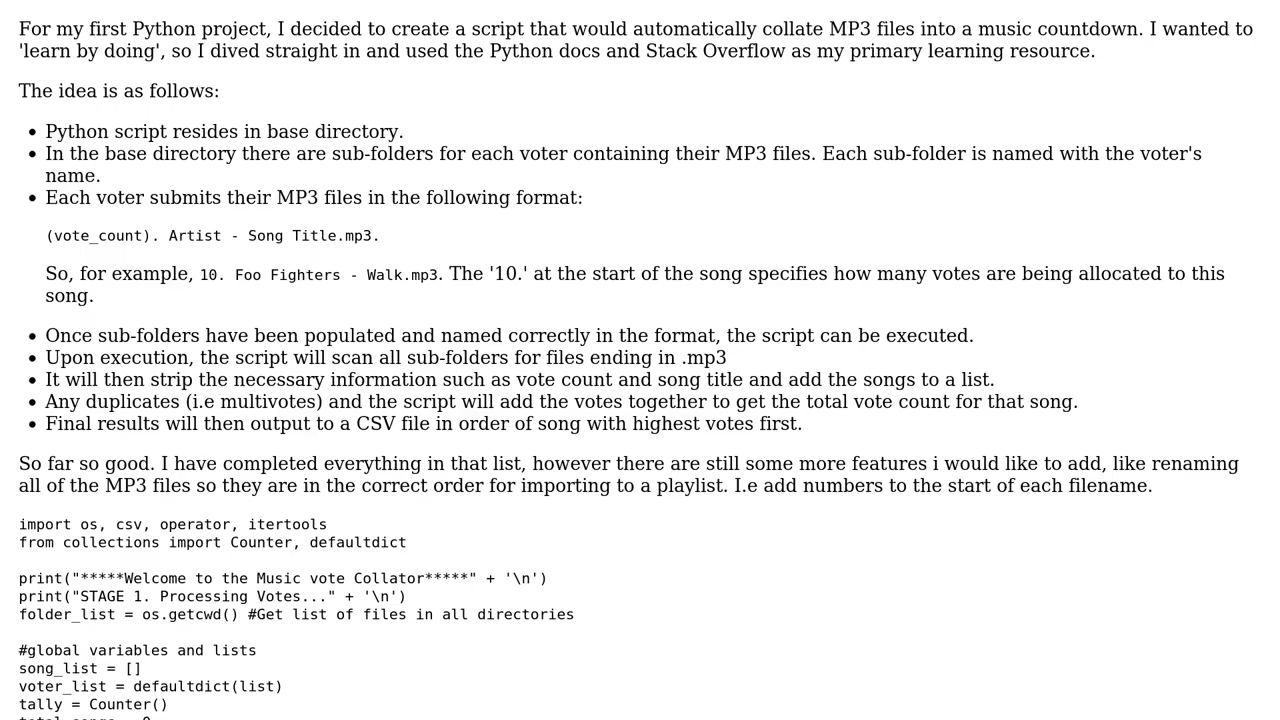 For my first Python project, I decided to create a script that would automatically collate MP3 files into a music countdown. I wanted to
'learn by doing', so I dived straight in and used the Python docs and Stack Overflow as my primary learning resource.
The idea is as follows:
• Python script resides in base directory.
• In the base directory there are sub-folders for each voter containing their MP3 files. Each sub-folder is named with the voter's
name.
• Each voter submits their MP3 files in the following format:
(vote_count). Artist - Song Title.mp3.
So, for example, 10. Foo Fighters - Walk.mp3. The '10.' at the start of the song specifies how many votes are being allocated to this
song.
• Once sub-folders have been populated and named correctly in the format, the script can be executed.
• Upon execution, the script will scan all sub-folders for files ending in .mp3
• It will then strip the necessary information such as vote count and song title and add the songs to a list.
• Any duplicates (i.e multivotes) and the script will add the votes together to get the total vote count for that song.
• Final results will then output to a CSV file in order of song with highest votes first.
So far so good. I have completed everything in that list, however there are still some more features i would like to add, like renaming
all of the MP3 files so they are in the correct order for importing to a playlist. I.e add numbers to the start of each filename.
import os, csv, operator, itertools
from collections import Counter, defaultdict
print("*****Welcome to the Music vote Collator*****" + '\n')
print("STAGE 1. Processing Votes..." + '\n')
folder_list = os.getcwd() #Get list of files in all directories
#global variables and lists
song_list = []
voter_list = defaultdict(list)
tally = Counter()